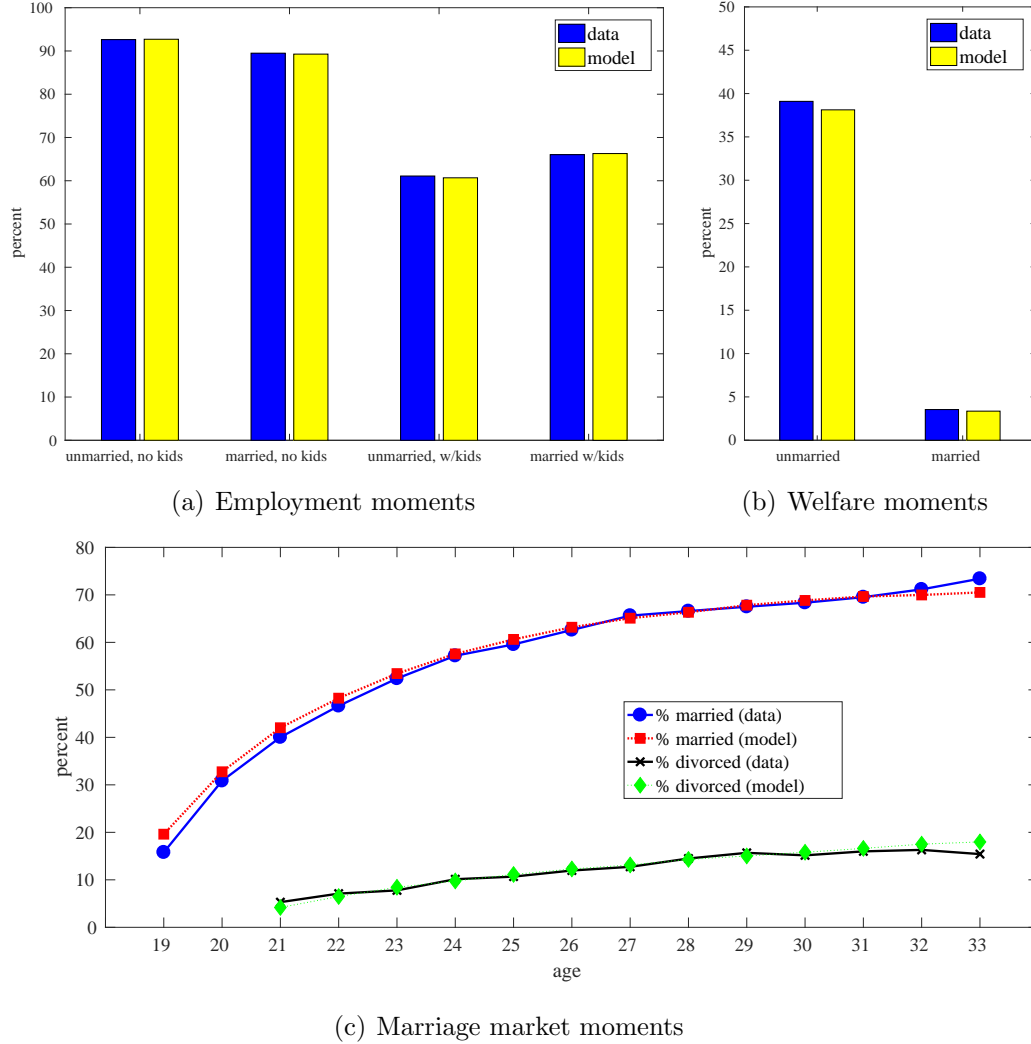 100
90
80
70
60
50
40
30
20
10
0
percent
data
model
unmarried, no kids
married, no kids
unmarried, w/kids
married w/kids
(a) Employment moments
50
45
40
35
30
25
20
15
10
5
0
percent
data
model
unmarried
married
(b) Welfare moments
80
70
60
50
40
30
20
10
0
percent
% married (data)
% married (model)
% divorced (data)
% divorced (model)
19 20 21 22 23 24 25 26 27 28 29 30 31 32 33
age
(c) Marriage market moments